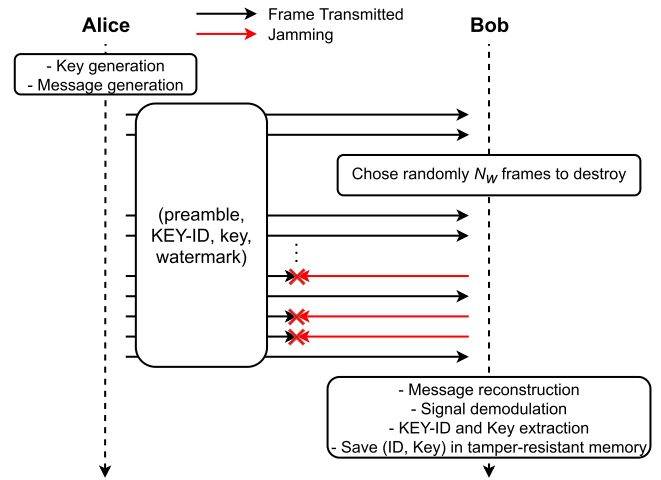 Frame Transmitted
Alice
Bob
Jamming
- Key generation
- Message generation
Chose randomly N_W frames to destroy
(preamble,
KEY-ID, key,
watermark)
- Message reconstruction
- Signal demodulation
- KEY-ID and Key extraction
- Save (ID, Key) in tamper-resistant memory